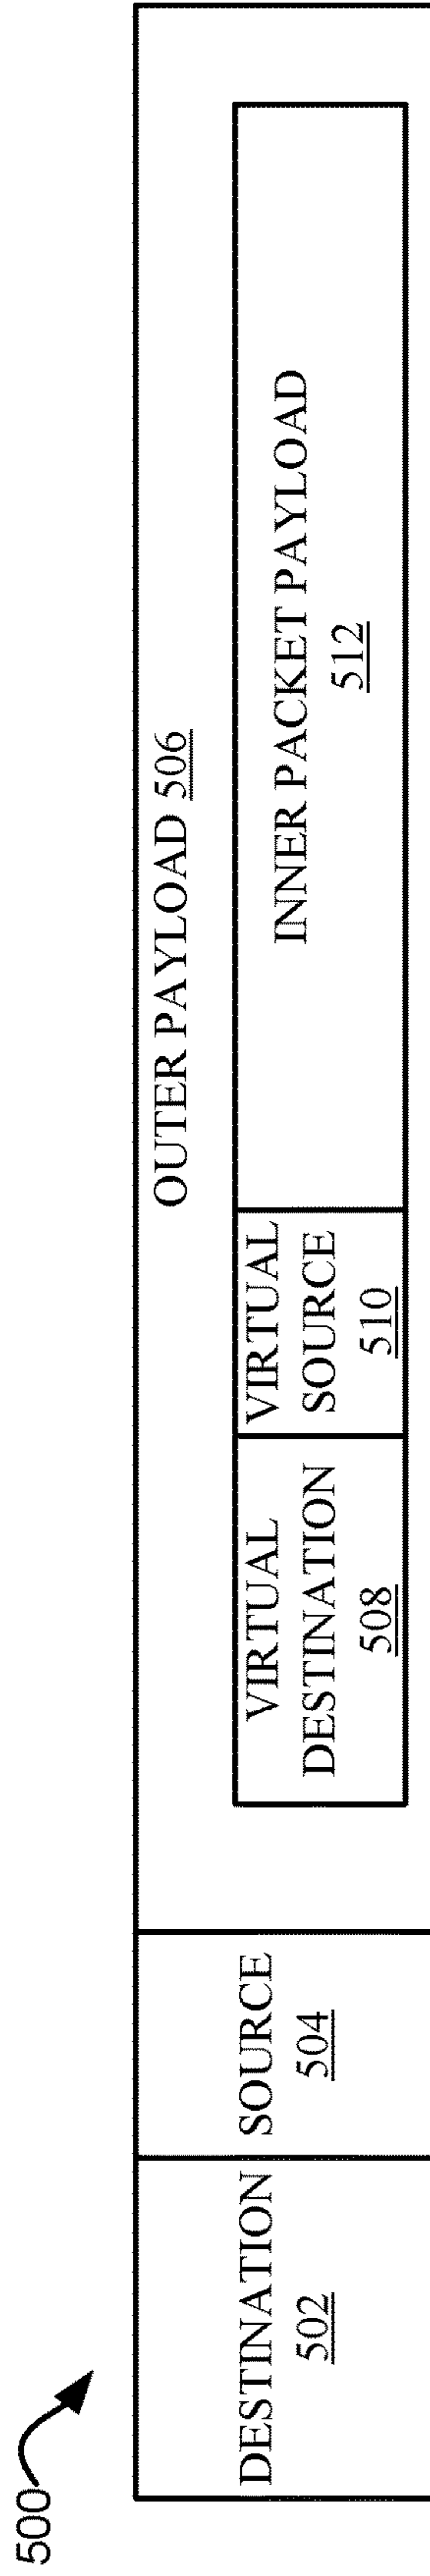 500
DESTINATION
502
SOURCE
504
OUTER PAYLOAD 506
VIRTUAL
DESTINATION
508
VIRTUAL
SOURCE
510
INNER PACKET PAYLOAD
512